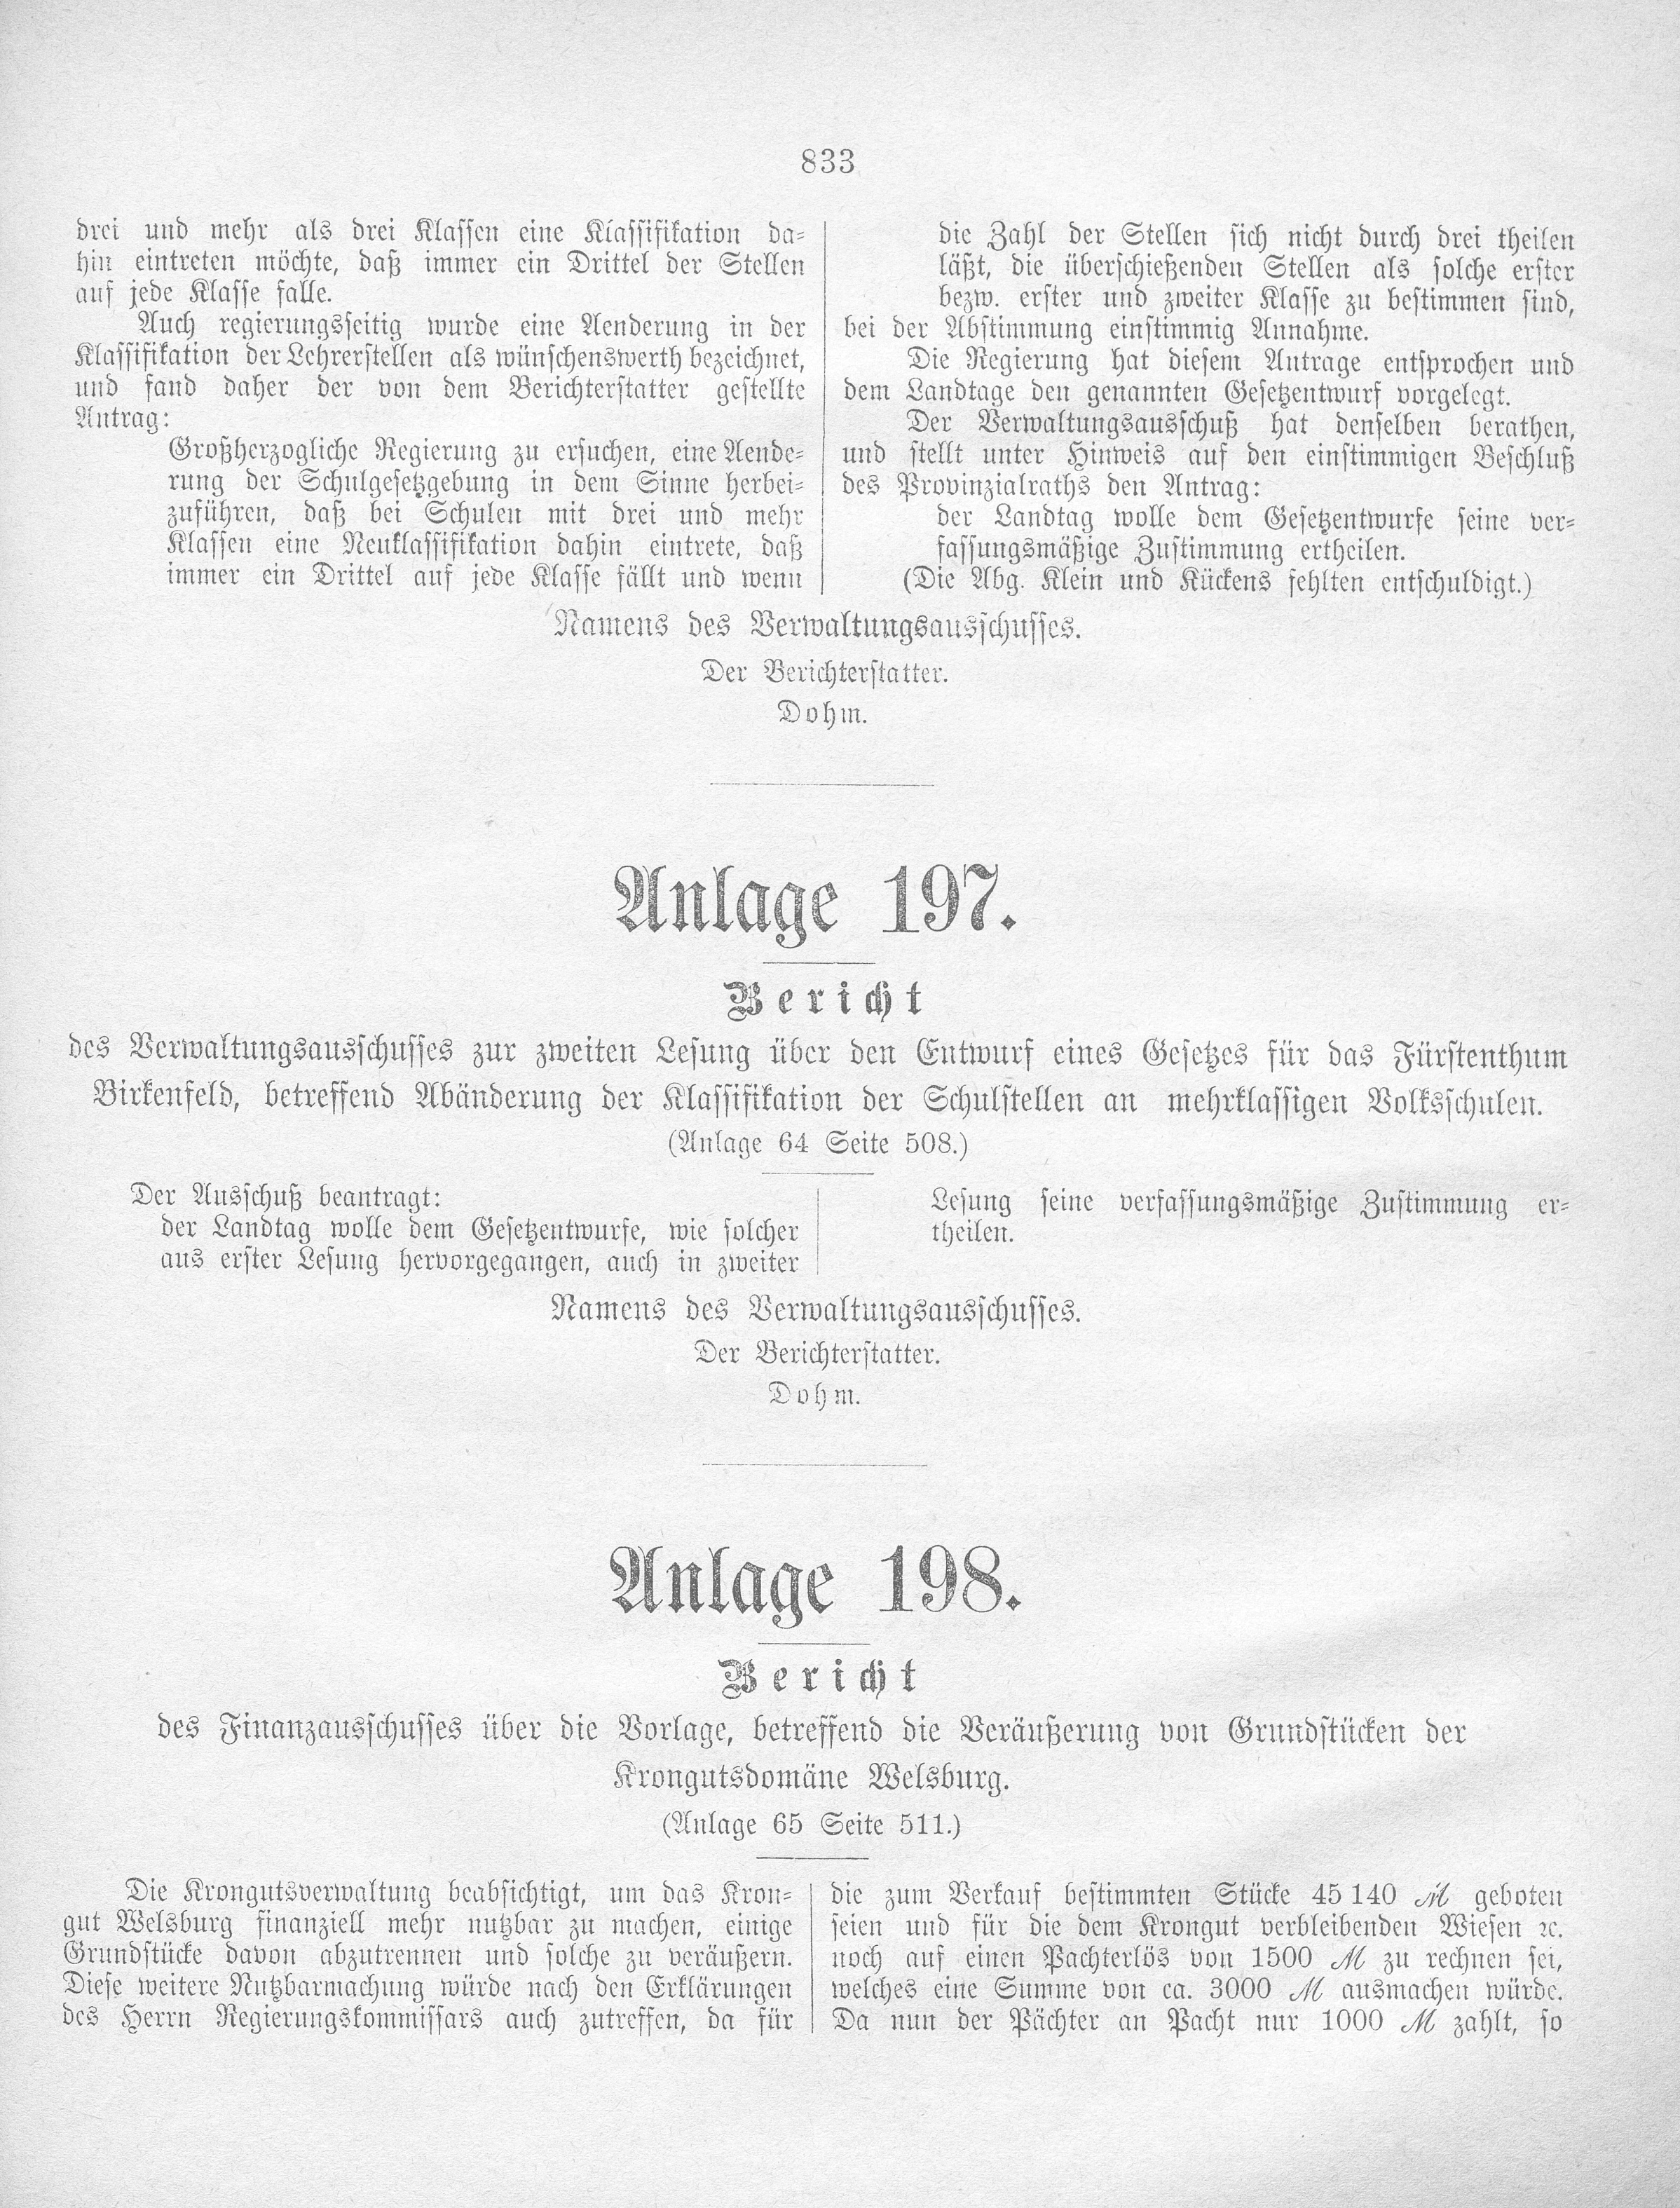 833
drei und mehr als drei Klassen eine Klassifikation da-
hin eintreten möchte, daß immer ein Drittel der Stellen
auf jede Klasse falle.
Auch regierungsseitig wurde eine Aenderung in der
Klassifikation der Lehrerstellen als wünschenswerth bezeichnet,
und fand daher der von dem Berichterstatter gestellte
Antrag:
Großherzogliche Regierung zu ersuchen, eine Aende-
rung der Schulgesetzgebung in dem Sinne herbei-
zuführen, daß bei Schulen mit drei und mehr
Klassen eine Neuklassifikation dahin eintrete, daß
immer ein Drittel auf jede Klasse fällt und wenn
die Zahl der Stellen sich nicht durch drei theilen
läßt, die überschießenden Stellen als solche erster
bezw. erster und zweiter Klasse zu bestimmen sind,
bei der Abstimmung einstimmig Annahme.
Die Regierung hat diesem Antrage entsprochen und
dem Landtage den genannten Gesetzentwurf vorgelegt.
Der Verwaltungsausschuß hat denselben berathen,
und stellt unter Hinweis auf den einstimmigen Beschluß
des Provinzialraths den Antrag:
der Landtag wolle dem Gesetzentwurfe seine ver-
fassungsmäßige Zustimmung ertheilen.
(Die Abg. Klein und Kückens fehlten entschuldigt.)
Namens des Verwaltungsausschusses.
Der Berichterstatter.
Dohm.
Anlage 197.
Bericht
des Verwaltungsausschusses zur zweiten Lesung über den Entwurf eines Gesetzes für das Fürstenthum
Birkenfeld, betreffend Abänderung der Klassifikation der Schulstellen an mehrklassigen Volksschulen.
(Anlage 64 Seite 508.)
Der Ausschuß beantragt:
der Landtag wolle dem Gesetzentwurfe, wie solcher
aus erster Lesung hervorgegangen, auch in zweiter
Lesung seine verfassungsmäßige Zustimmung er-
theilen.
Namens des Verwaltungsausschusses.
Der Berichterstatter.
Dohm.
Anlage 198.
Bericht
des Finanzausschusses über die Vorlage, betreffend die Veräußerung von Grundstücken der
Krongutsdomäne Welsburg.
(Anlage 65 Seite 511.)
Die Krongutsverwaltung beabsichtigt, um das Kron-
gut Welsburg finanziell mehr nutzbar zu machen, einige
Grundstücke davon abzutrennen und solche zu veräußern.
Diese weitere Nutzbarmachung würde nach den Erklärungen
des Herrn Regierungskommissars auch zutreffen, da für
die zum Verkauf bestimmten Stücke 45 140 ℳ geboten
seien und für die dem Krongut verbleibenden Wiesen ꝛc.
noch auf einen Pachterlös von 1500 ℳ zu rechnen sei,
welches eine Summe von ca. 3000 ℳ ausmachen würde.
Da nun der Pächter an Pacht nur 1000 ℳ zahlt, so